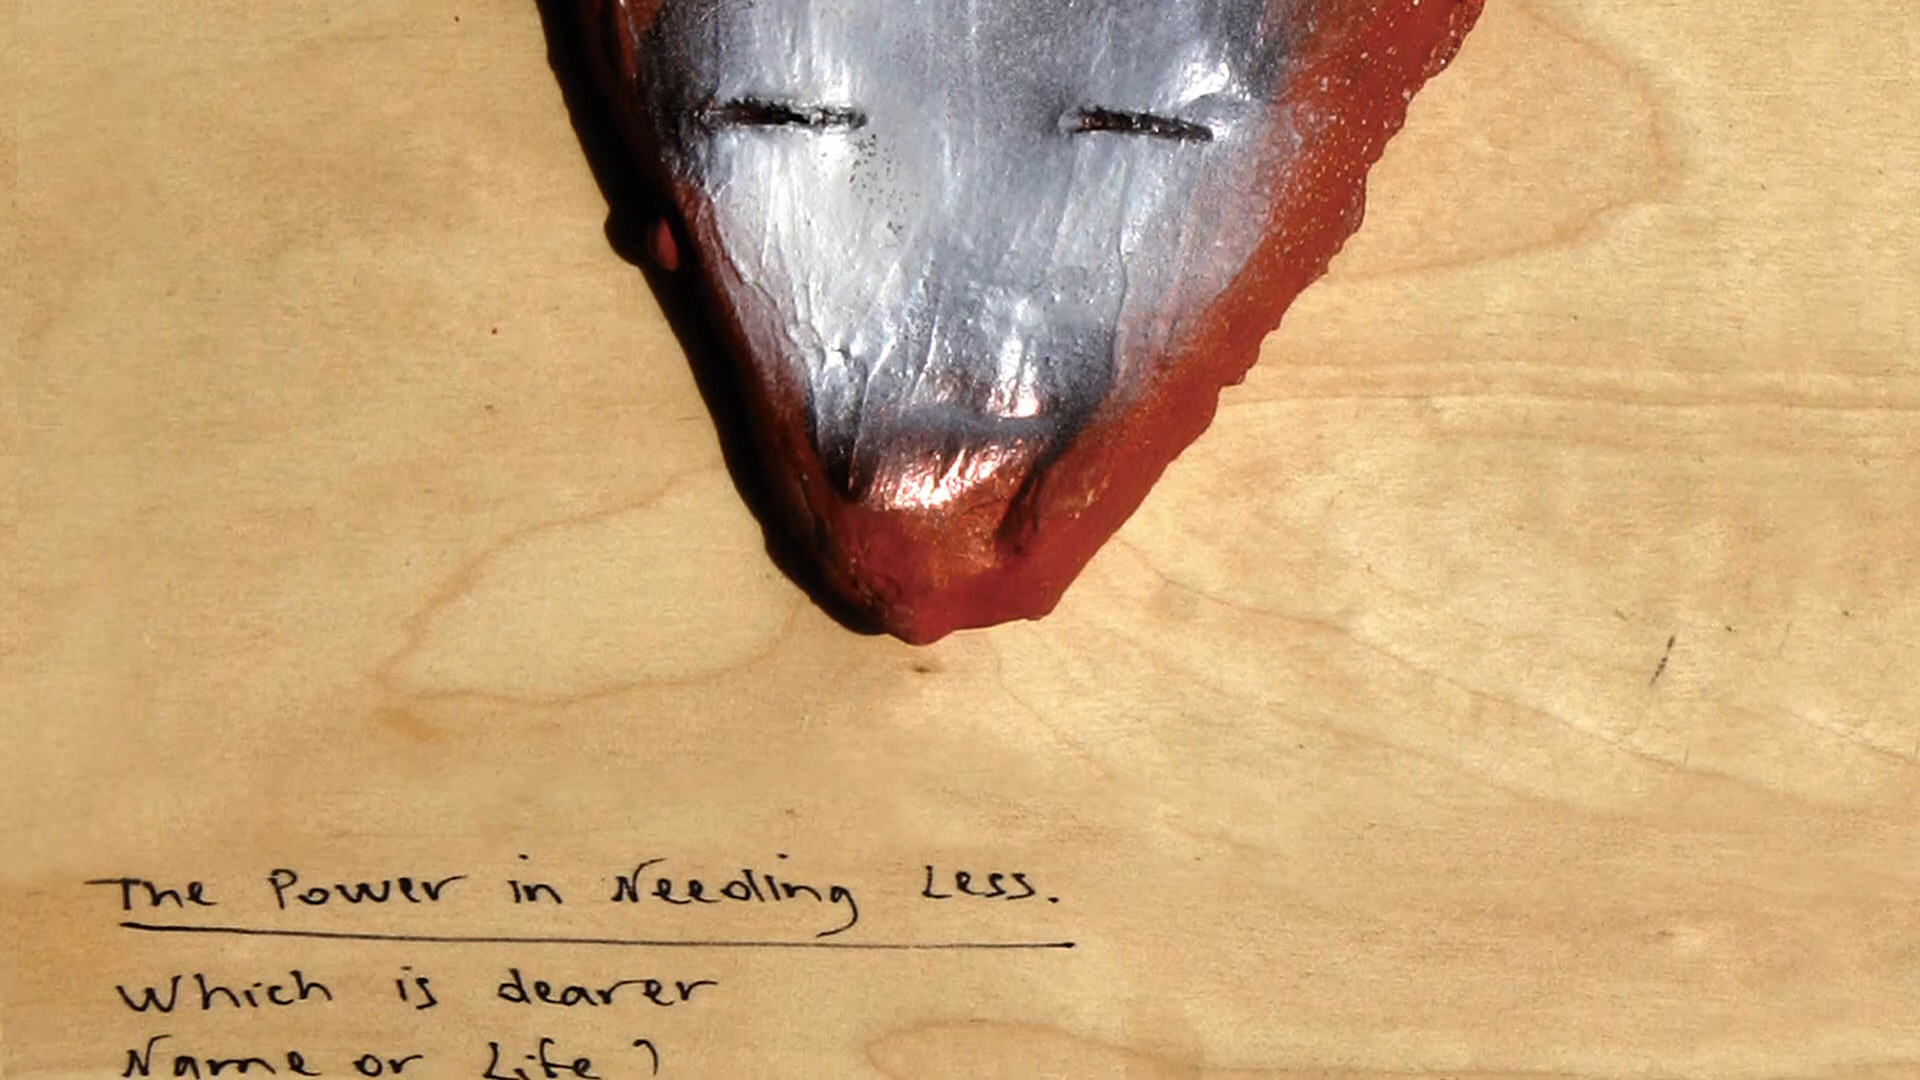 The Power in Needing Less.
Which is dearer
Name or Life?